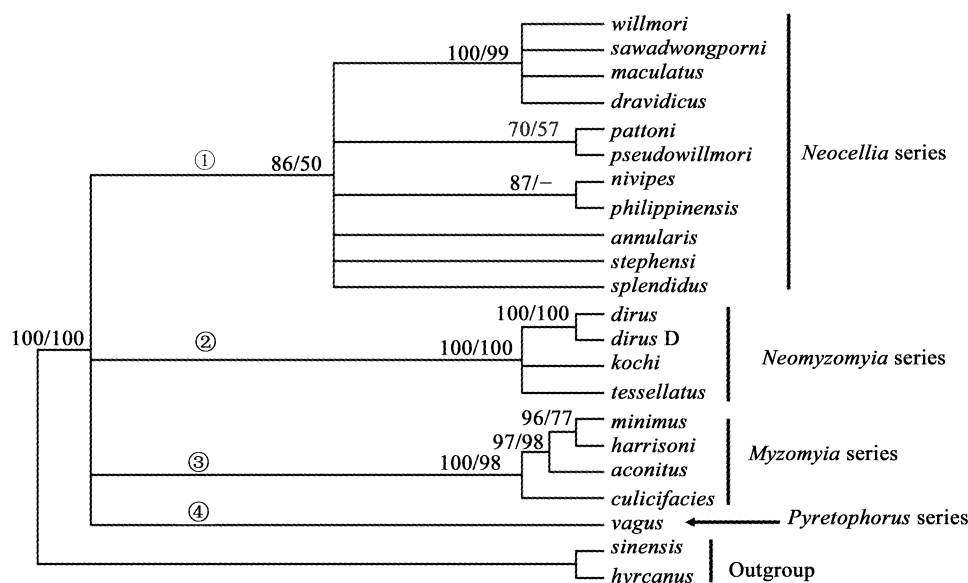 willmori
sawadwongporni
100/99
maculatus
dravidicus
70/57
pattoni
pseudowillmori
Neocellia series
①
86/50
87/–
nivipes
philippinensis
annularis
stephensi
splendidus
100/100
dirus
dirus D
100/100
②
100/100
kochi
tessellatus
Neomyzomyia series
96/77
minimus
97/98
harrisoni
③
100/98
aconitus
culicifacies
Myzomyia series
④
vagus
Pyretophorus series
sinensis
hyrcanus
Outgroup